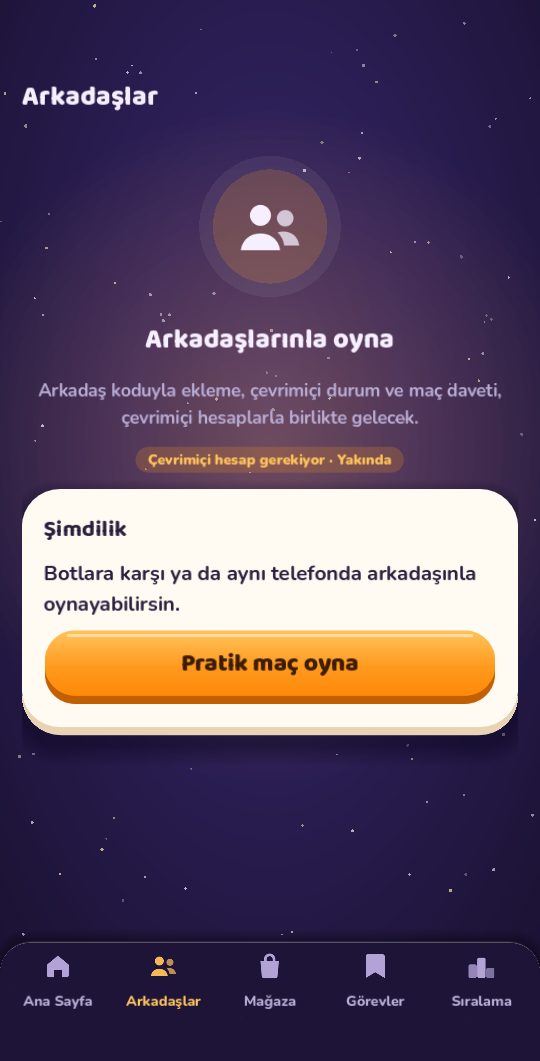 Arkadaşlar
Arkadaşlarınla oyna
Arkadaş koduyla ekleme, çevrimiçi durum ve maç daveti,
çevrimiçi hesaplarla birlikte gelecek.
Çevrimiçi hesap gerekiyor · Yakında
Şimdilik
Botlara karşı ya da aynı telefonda arkadaşınla
oynayabilirsin.
Pratik maç oyna
Ana Sayfa
Arkadaşlar
Mağaza
Görevler
Sıralama